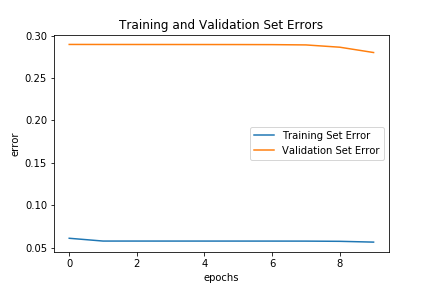 Training and Validation Set Errors
0.30
0.25
0.20
0.15
0.10
0.05
error
Training Set Error
Validation Set Error
0 2 4 6 8
epochs